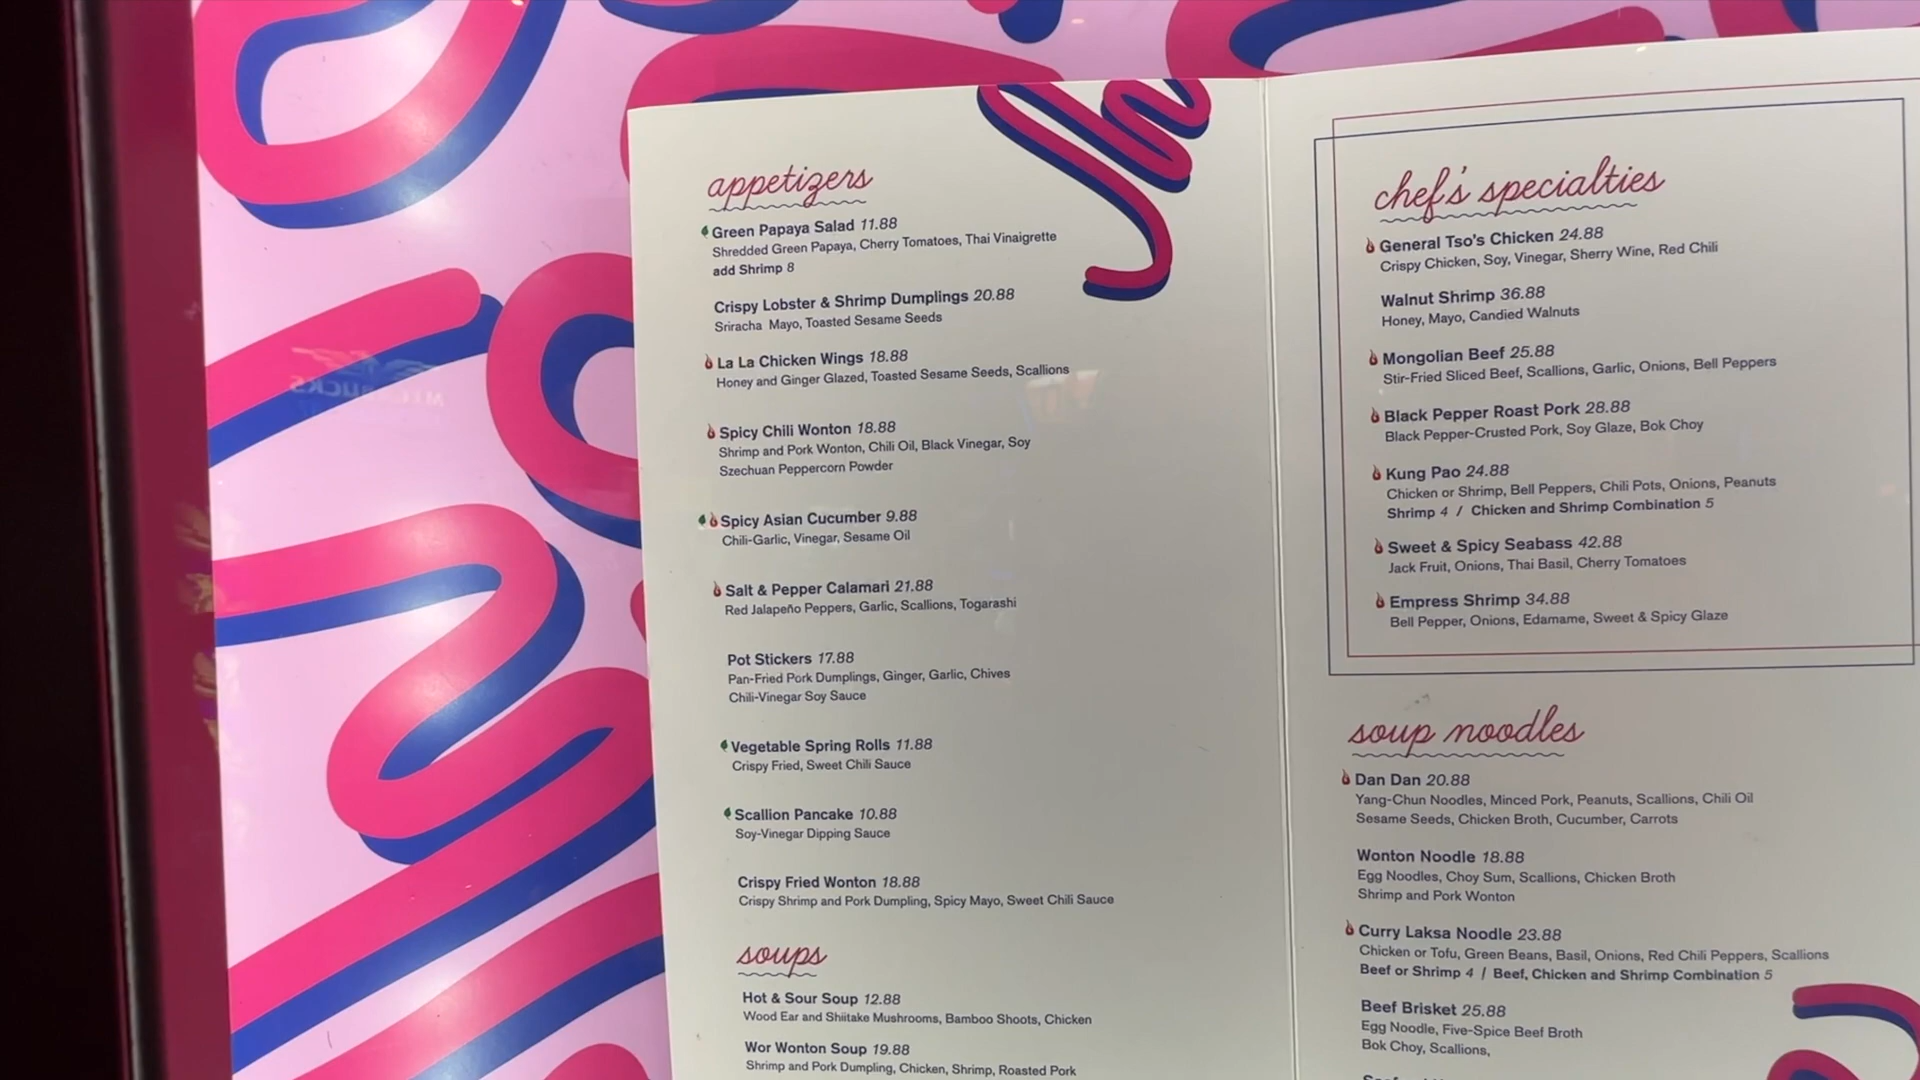 appetizers
Green Papaya Salad 11.88
Shredded Green Papaya, Cherry Tomatoes, Thai Vinaigrette
add Shrimp 8
Crispy Lobster & Shrimp Dumplings 20.88
Sriracha Mayo, Toasted Sesame Seeds
La La Chicken Wings 18.88
Honey and Ginger Glazed, Toasted Sesame Seeds, Scallions
Spicy Chili Wonton 18.88
Shrimp and Pork Wonton, Chili Oil, Black Vinegar, Soy
Szechuan Peppercorn Powder
Spicy Asian Cucumber 9.88
Chili-Garlic, Vinegar, Sesame Oil
Salt & Pepper Calamari 21.88
Red Jalapeño Peppers, Garlic, Scallions, Togarashi
Pot Stickers 17.88
Pan-Fried Pork Dumplings, Ginger, Garlic, Chives
Chili-Vinegar Soy Sauce
Vegetable Spring Rolls 11.88
Crispy Fried, Sweet Chili Sauce
Scallion Pancake 10.88
Soy-Vinegar Dipping Sauce
Crispy Fried Wonton 18.88
Crispy Shrimp and Pork Dumpling, Spicy Mayo, Sweet Chili Sauce
soups
Hot & Sour Soup 12.88
Wood Ear and Shiitake Mushrooms, Bamboo Shoots, Chicken
Wor Wonton Soup 19.88
Shrimp and Pork Dumpling, Chicken, Shrimp, Roasted Pork
chef's specialties
General Tso's Chicken 24.88
Crispy Chicken, Soy, Vinegar, Sherry Wine, Red Chili
Walnut Shrimp 36.88
Honey, Mayo, Candied Walnuts
Mongolian Beef 25.88
Stir-Fried Sliced Beef, Scallions, Garlic, Onions, Bell Peppers
Black Pepper Roast Pork 28.88
Black Pepper-Crusted Pork, Soy Glaze, Bok Choy
Kung Pao 24.88
Chicken or Shrimp, Bell Peppers, Chili Pots, Onions, Peanuts
Shrimp 4 / Chicken and Shrimp Combination 5
Sweet & Spicy Seabass 42.88
Jack Fruit, Onions, Thai Basil, Cherry Tomatoes
Empress Shrimp 34.88
Bell Pepper, Onions, Edamame, Sweet & Spicy Glaze
soup noodles
Dan Dan 20.88
Yang-Chun Noodles, Minced Pork, Peanuts, Scallions, Chili Oil
Sesame Seeds, Chicken Broth, Cucumber, Carrots
Wonton Noodle 18.88
Egg Noodles, Choy Sum, Scallions, Chicken Broth
Shrimp and Pork Wonton
Curry Laksa Noodle 23.88
Chicken or Tofu, Green Beans, Basil, Onions, Red Chili Peppers, Scallions
Beef or Shrimp 4 / Beef, Chicken and Shrimp Combination 5
Beef Brisket 25.88
Egg Noodle, Five-Spice Beef Broth
Bok Choy, Scallions,